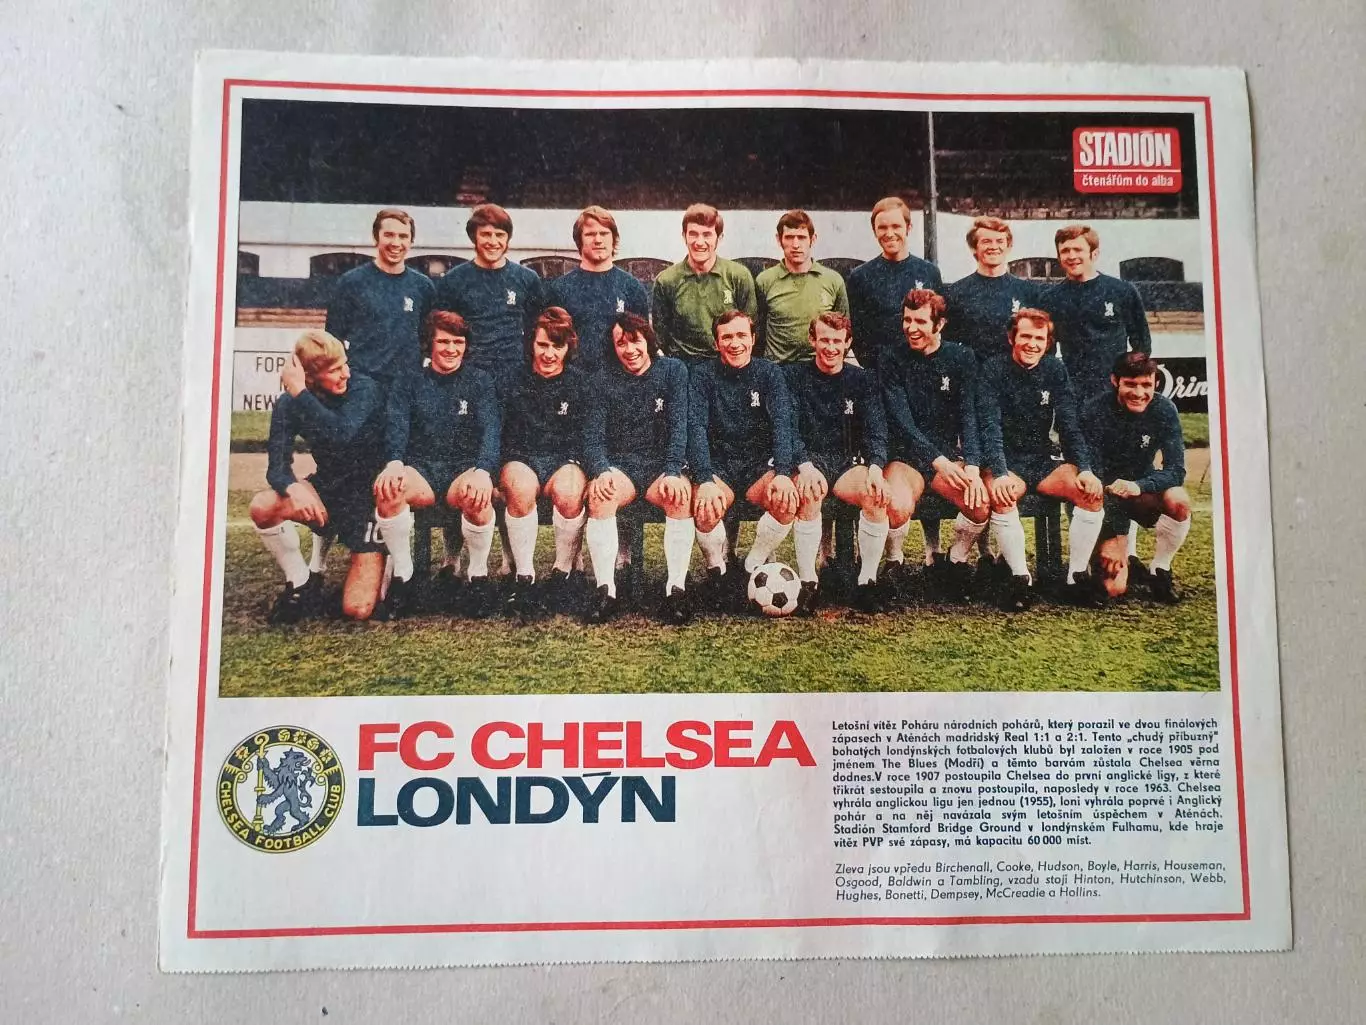 STADIÓN
čtenářům do alba
FOR
NEW
Drin
10
FC CHELSEA
LONDÝN
CHELSEA FOOTBALL CLUB
Letošní vítěz Poháru národních pohárů, který porazil ve dvou finálových
zápasech v Aténách madridský Real 1:1 a 2:1. Tento „chudý příbuzný"
bohatých londýnských fotbalových klubů byl založen v roce 1905 pod
jménem The Blues (Modří) a těmto barvám zůstala Chelsea věrna
dodnes.V roce 1907 postoupila Chelsea do první anglické ligy, z které
třikrát sestoupila a znovu postoupila, naposledy v roce 1963. Chelsea
vyhrála anglickou ligu jen jednou (1955), loni vyhrála poprvé i Anglický
pohár a na něj navázala svým letošním úspěchem v Aténách.
Stadión Stamford Bridge Ground v londýnském Fulhamu, kde hraje
vítěz PVP své zápasy, má kapacitu 60 000 míst.
Zleva jsou vpředu Birchenall, Cooke, Hudson, Boyle, Harris, Houseman,
Osgood, Baldwin a Tambling, vzadu stojí Hinton, Hutchinson, Webb,
Hughes, Bonetti, Dempsey, McCreadie a Hollins.